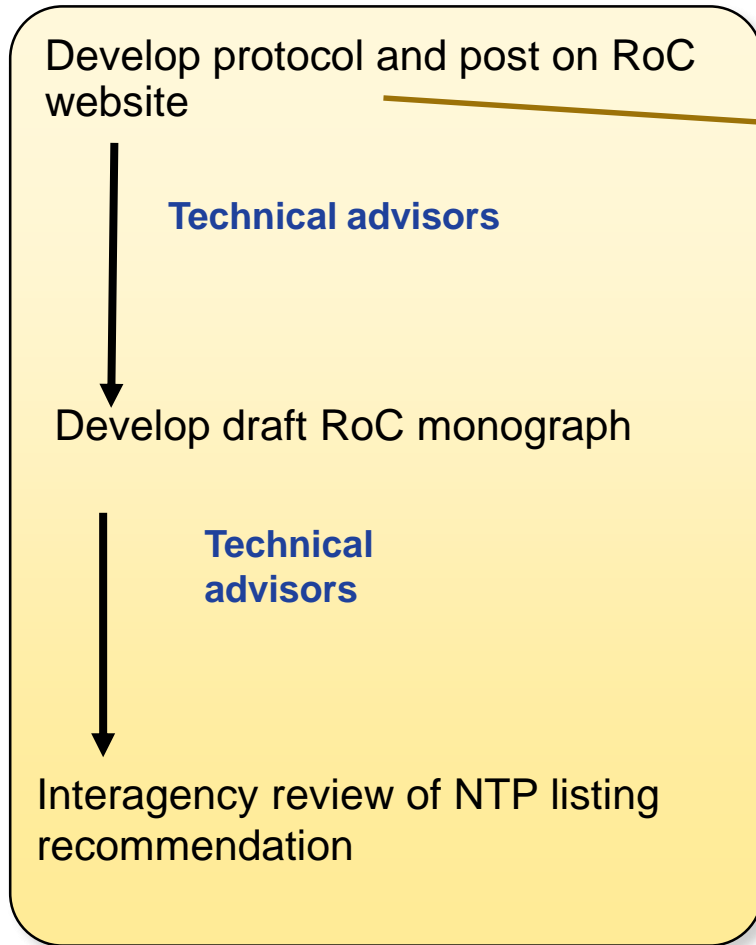 Develop protocol and post on RoC
website
Technical advisors
Develop draft RoC monograph
Technical
advisors
Interagency review of NTP listing
recommendation